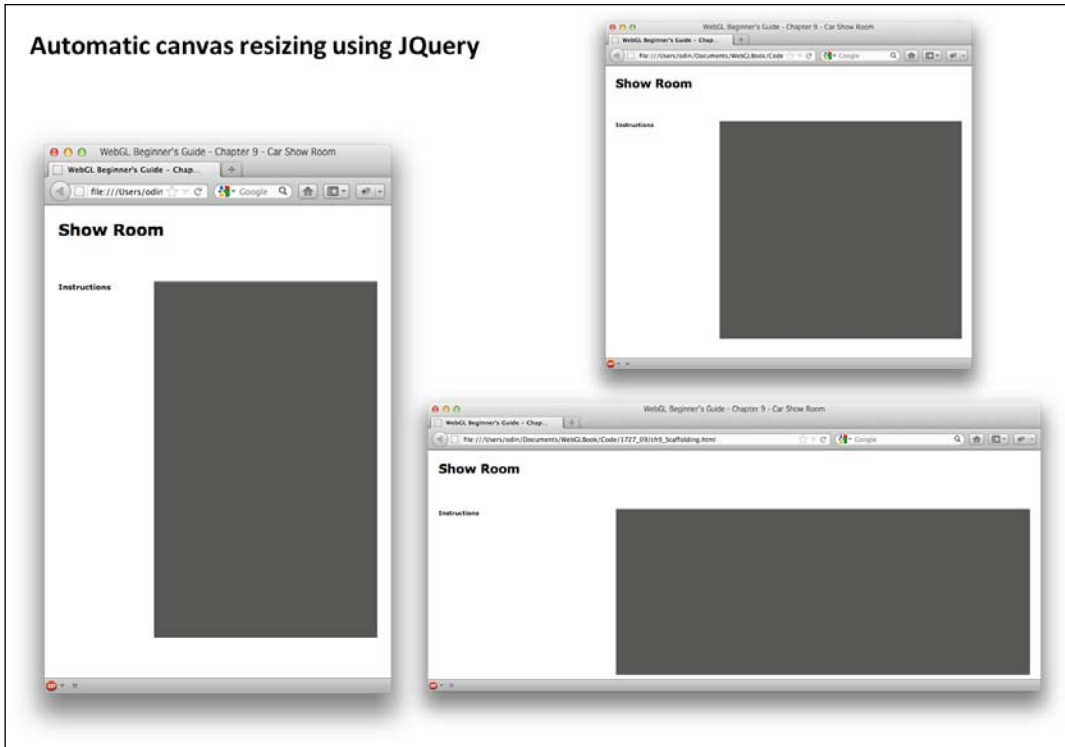 Automatic canvas resizing using JQuery
WebGL Beginner's Guide - Chapter 9 - Car Show Room
WebGL Beginner's Guide - Chap...
file:///Users/odin
Google
Show Room
Instructions
ABP
WebGL Beginner's Guide - Chapter 9 - Car Show Room
WebGL Beginner's Guide - Chap...
file:///Users/odin/Documents/WebGLBook/Code
Google
Show Room
Instructions
WebGL Beginner's Guide - Chapter 9 - Car Show Room
WebGL Beginner's Guide - Chap...
file:///Users/odin/Documents/WebGLBook/Code/1727_09/ch9_Scaffolding.html
Google
Show Room
Instructions